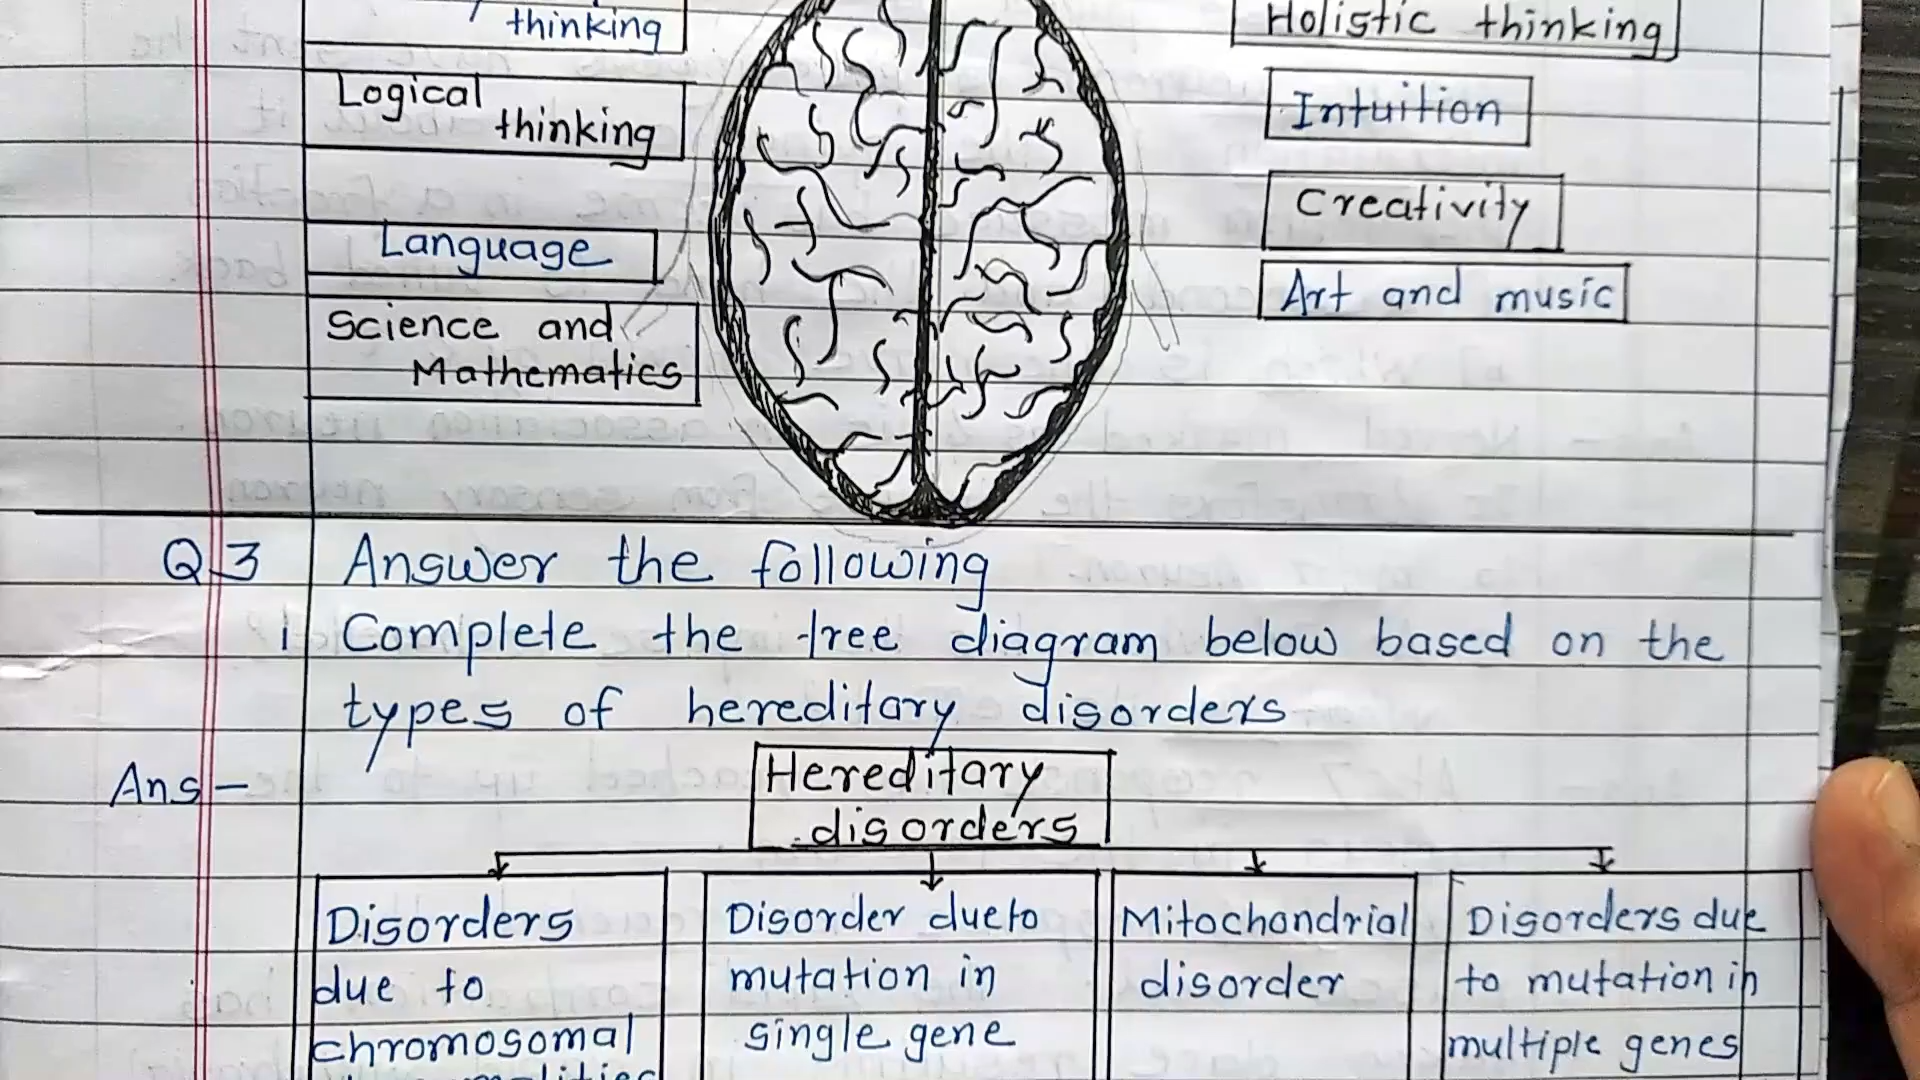 thinking
Logical
thinking
Language
Science and
Mathematics
Holistic thinking
Intuition
Creativity
Art and music
Q.3 Answer the following
1 Complete the tree diagram below based on the
types of hereditary disorders
Ans-
Hereditary
disorders
Disorders
due to
chromosomal
Disorder due to
mutation in
single gene
Mitochondrial
disorder
Disorders due
to mutation in
multiple genes